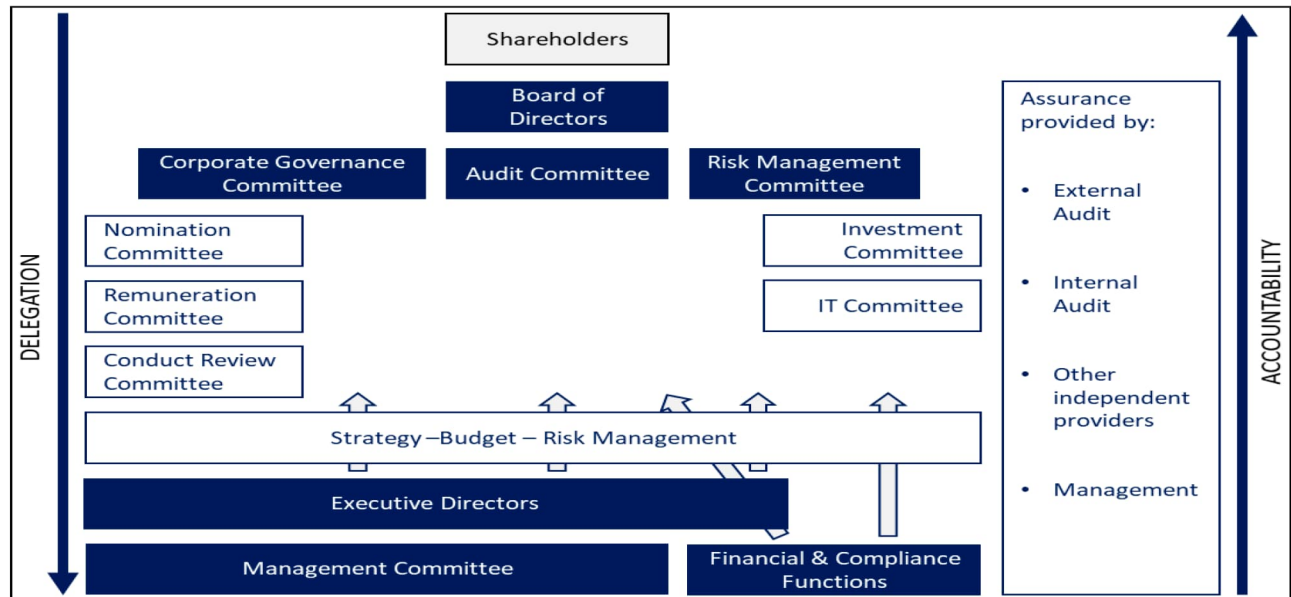 Shareholders
Board of
Directors
Corporate Governance
Committee
Audit Committee
Risk Management
Committee
Nomination
Committee
Remuneration
Committee
Conduct Review
Committee
Investment
Committee
IT Committee
Strategy –Budget – Risk Management
Executive Directors
Management Committee
Financial & Compliance
Functions
DELEGATION
Assurance
provided by:
• External
Audit
• Internal
Audit
• Other
independent
providers
• Management
ACCOUNTABILITY